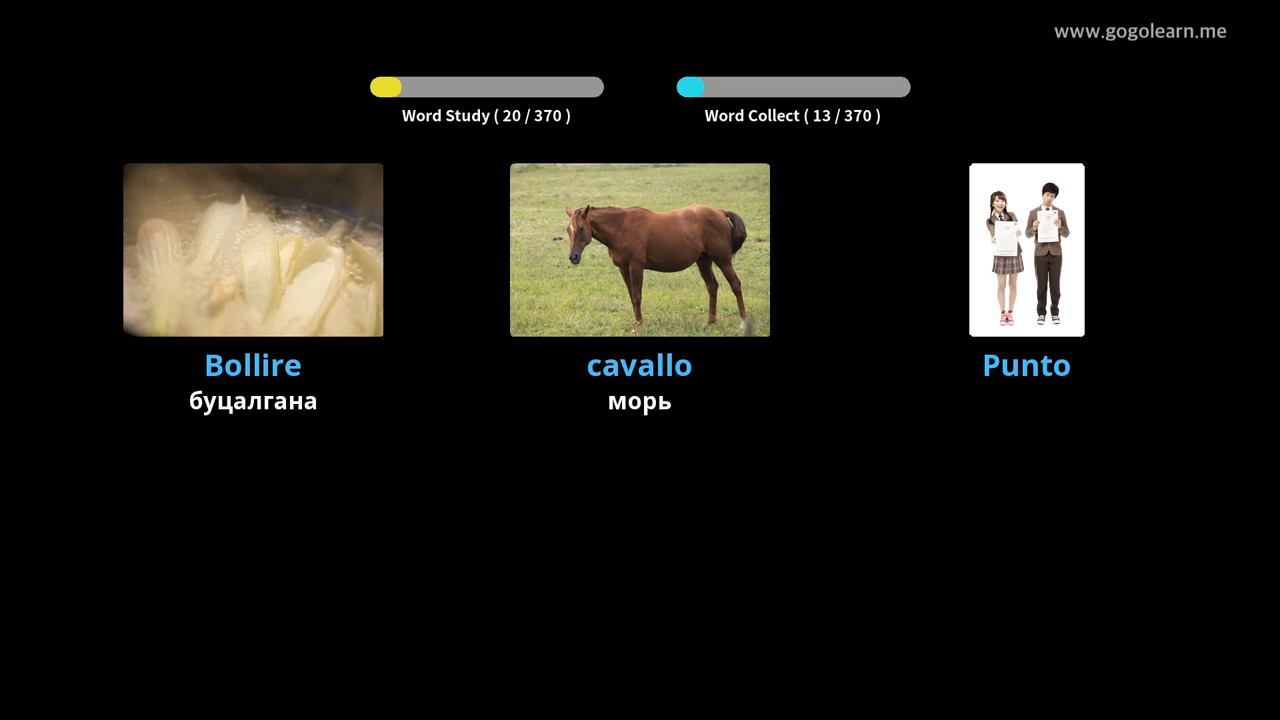 www.gogolearn.me
Word Study ( 20 / 370 )
Word Collect ( 13 / 370 )
Bollire
буцалгана
cavallo
морь
Punto